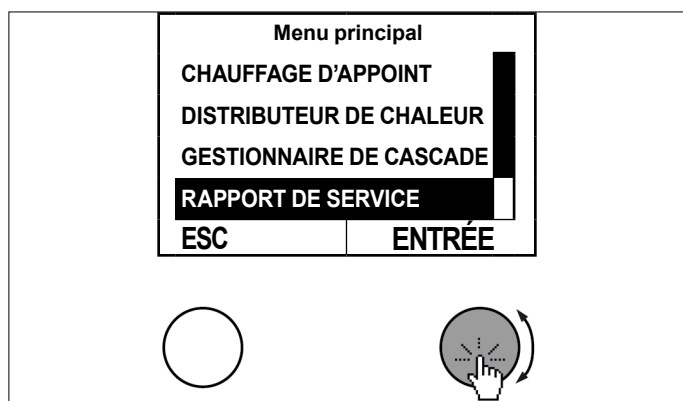 Menu principal
CHAUFFAGE D’APPOINT
DISTRIBUTEUR DE CHALEUR
GESTIONNAIRE DE CASCADE
RAPPORT DE SERVICE
ESC ENTRÉE